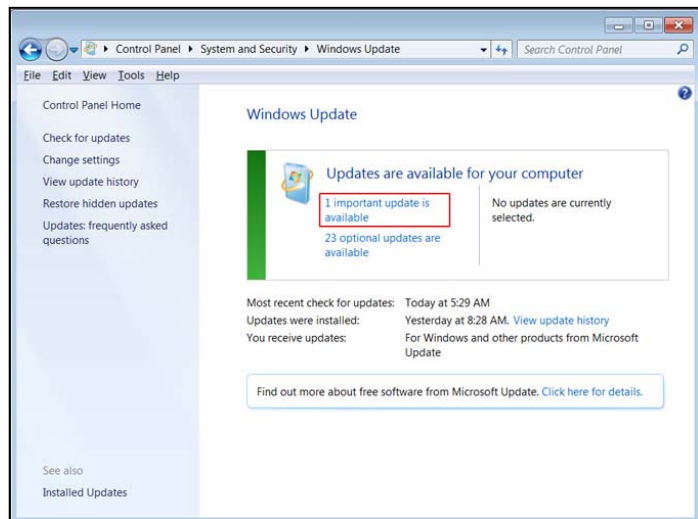 Control Panel ▸ System and Security ▸ Windows Update
Search Control Panel
File Edit View Tools Help
Control Panel Home
Check for updates
Change settings
View update history
Restore hidden updates
Updates: frequently asked
questions
See also
Installed Updates
Windows Update
Updates are available for your computer
1 important update is
available
23 optional updates are
available
No updates are currently
selected.
Most recent check for updates: Today at 5:29 AM
Updates were installed: Yesterday at 8:28 AM. View update history
You receive updates: For Windows and other products from Microsoft
Update
Find out more about free software from Microsoft Update. Click here for details.